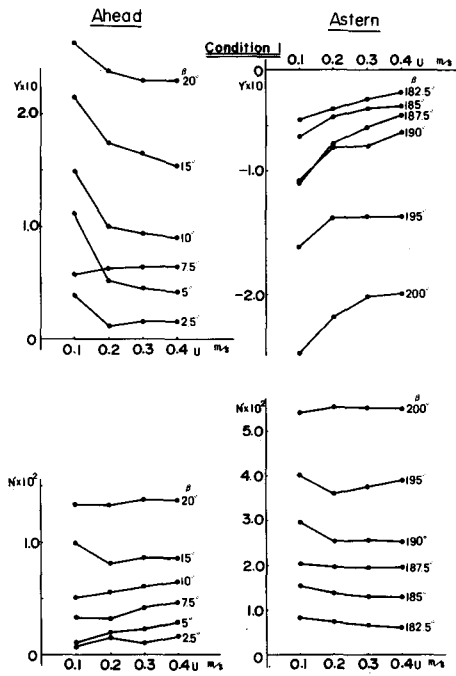 Ahead
Astern
Condition I
Y'×10
2.0
1.0
0
β
20°
15°
10°
7.5°
5°
2.5°
0.1 0.2 0.3 0.4 U m/s
0
0.1 0.2 0.3 0.4 U m/s
Y'×10
-1.0
-2.0
β
182.5°
185°
187.5°
190°
195°
200°
N'×10²
1.0
0
β
20°
15°
10°
7.5°
5°
2.5°
0.1 0.2 0.3 0.4 U m/s
N'×10²
5.0
4.0
3.0
2.0
1.0
0
β
200°
195°
190°
187.5°
185°
182.5°
0.1 0.2 0.3 0.4 U m/s